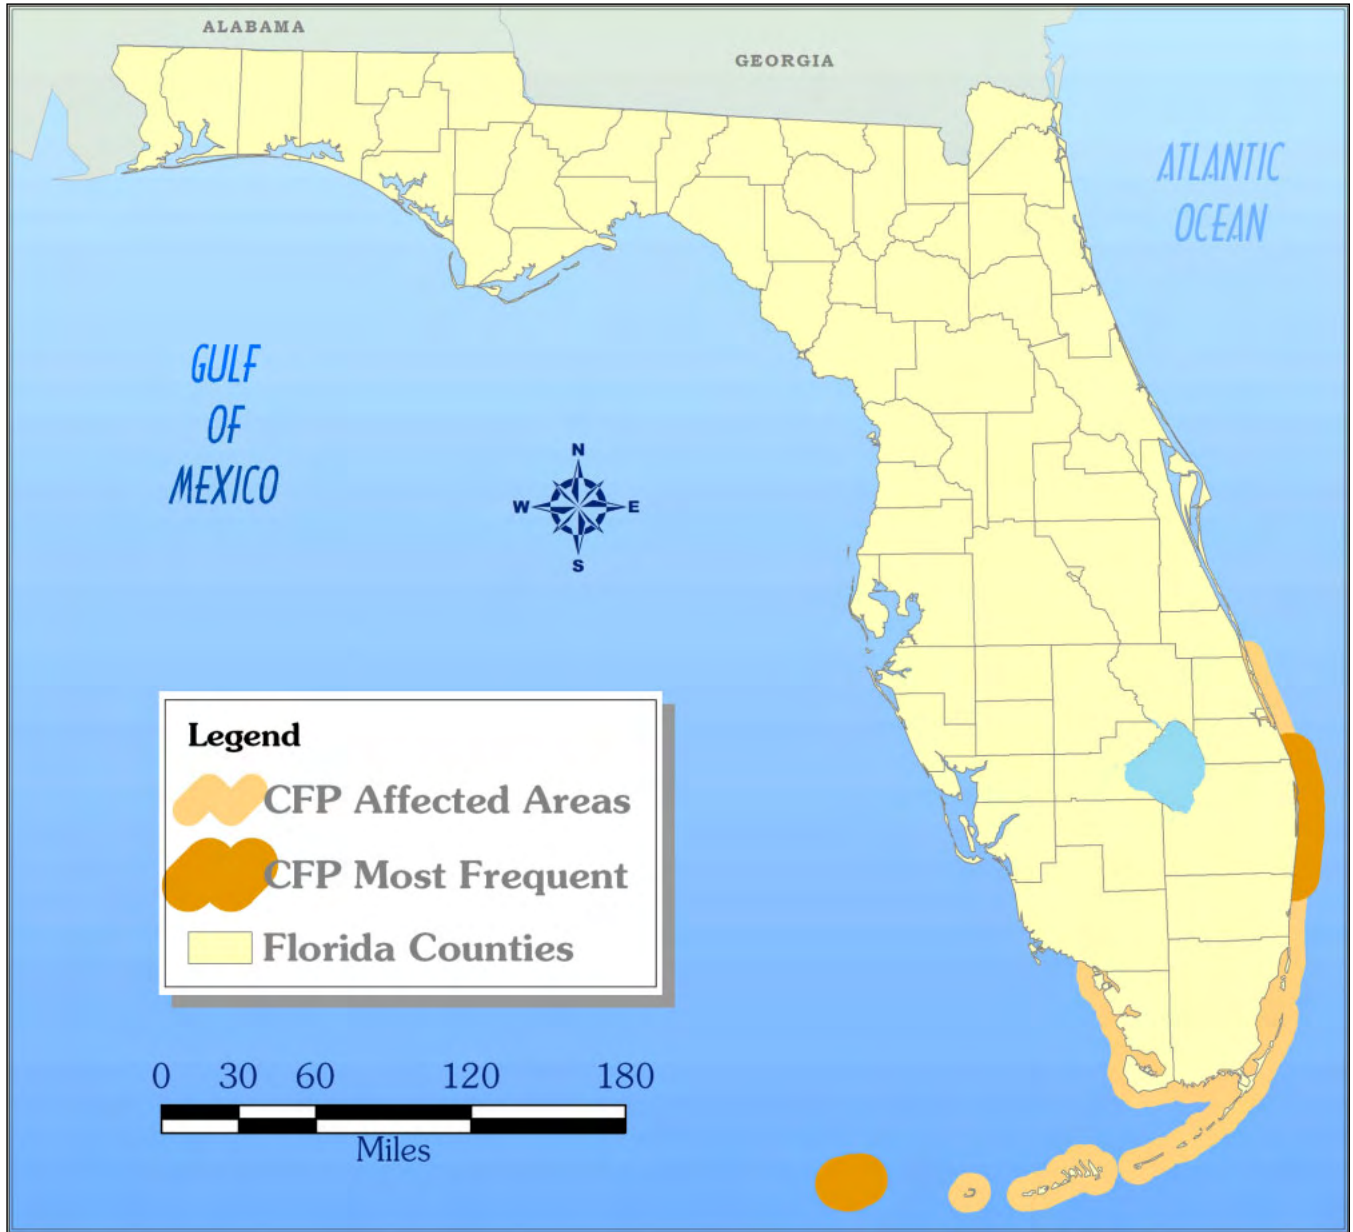 ALABAMA
GEORGIA
ATLANTIC
OCEAN
GULF
OF
MEXICO
N
W E
S
Legend
CFP Affected Areas
CFP Most Frequent
Florida Counties
0 30 60 120 180
Miles